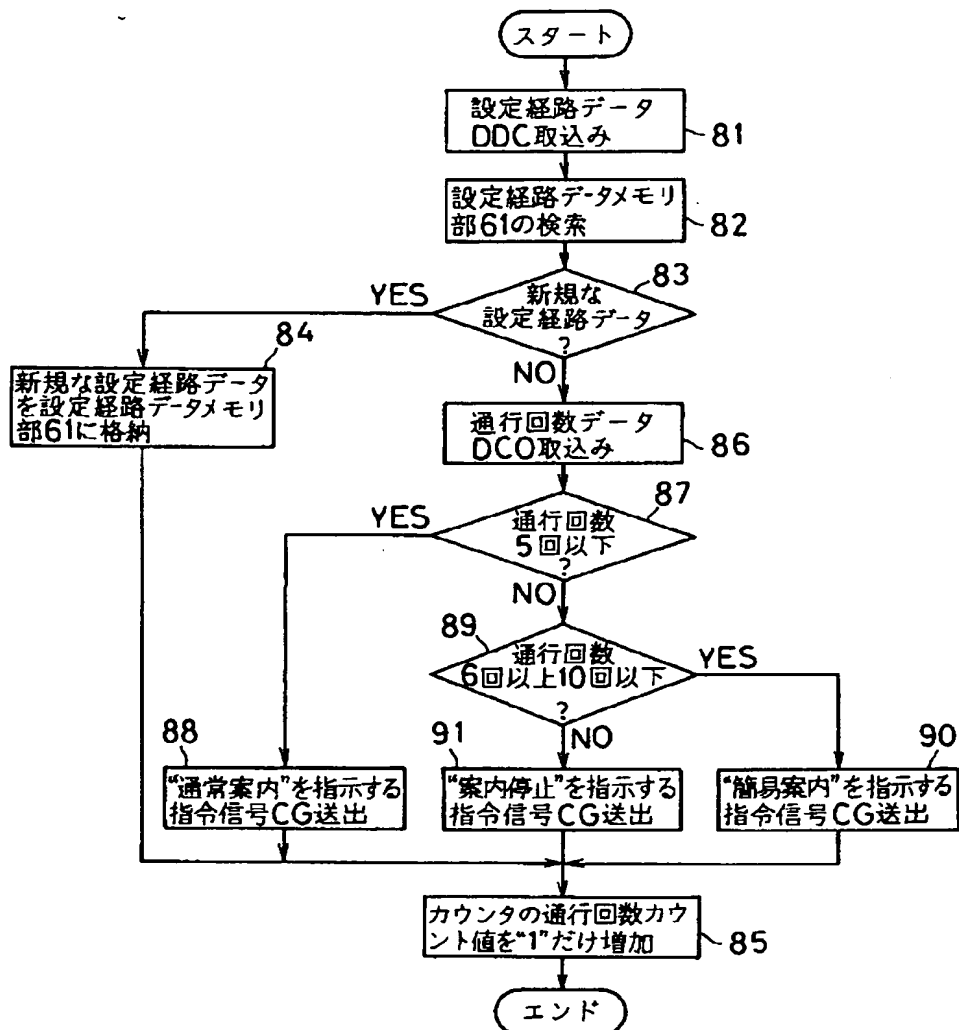 スタート
設定経路データ
DDC取込み
81
設定経路データメモリ
部61の検索
82
83
YES
新規な
設定経路データ
?
NO
84
新規な設定経路データ
を設定経路データメモリ
部61に格納
通行回数データ
DCO取込み
86
87
YES
通行回数
5回以下
?
NO
89
通行回数
6回以上10回以下
?
YES
NO
88
“通常案内”を指示する
指令信号CG送出
91
“案内停止”を指示する
指令信号CG送出
90
“簡易案内”を指示する
指令信号CG送出
カウンタの通行回数カウ
ント値を“1”だけ増加
85
エンド